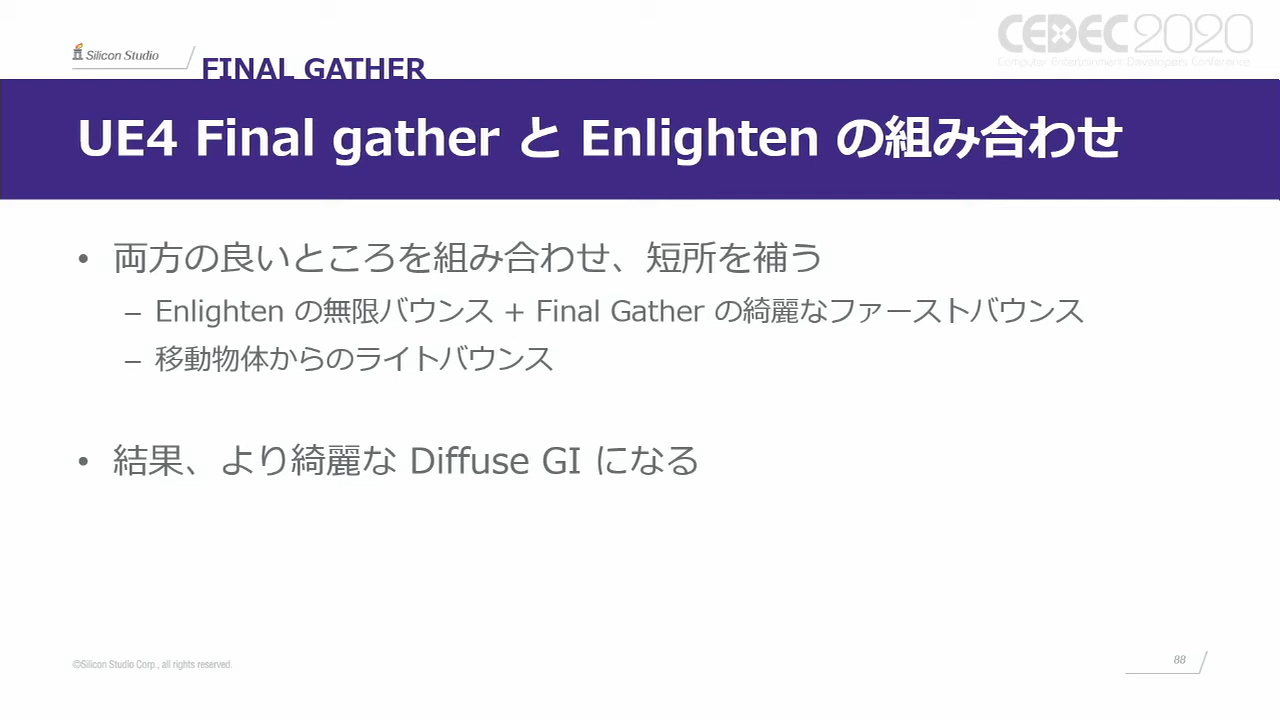 Silicon Studio
CEDEC2020
Computer Entertainment Developers Conference
FINAL GATHER
UE4 Final gather と Enlighten の組み合わせ
• 両方の良いところを組み合わせ、短所を補う
– Enlighten の無限バウンス + Final Gather の綺麗なファーストバウンス
– 移動物体からのライトバウンス
• 結果、より綺麗な Diffuse GI になる
©Silicon Studio Corp., all rights reserved.
88